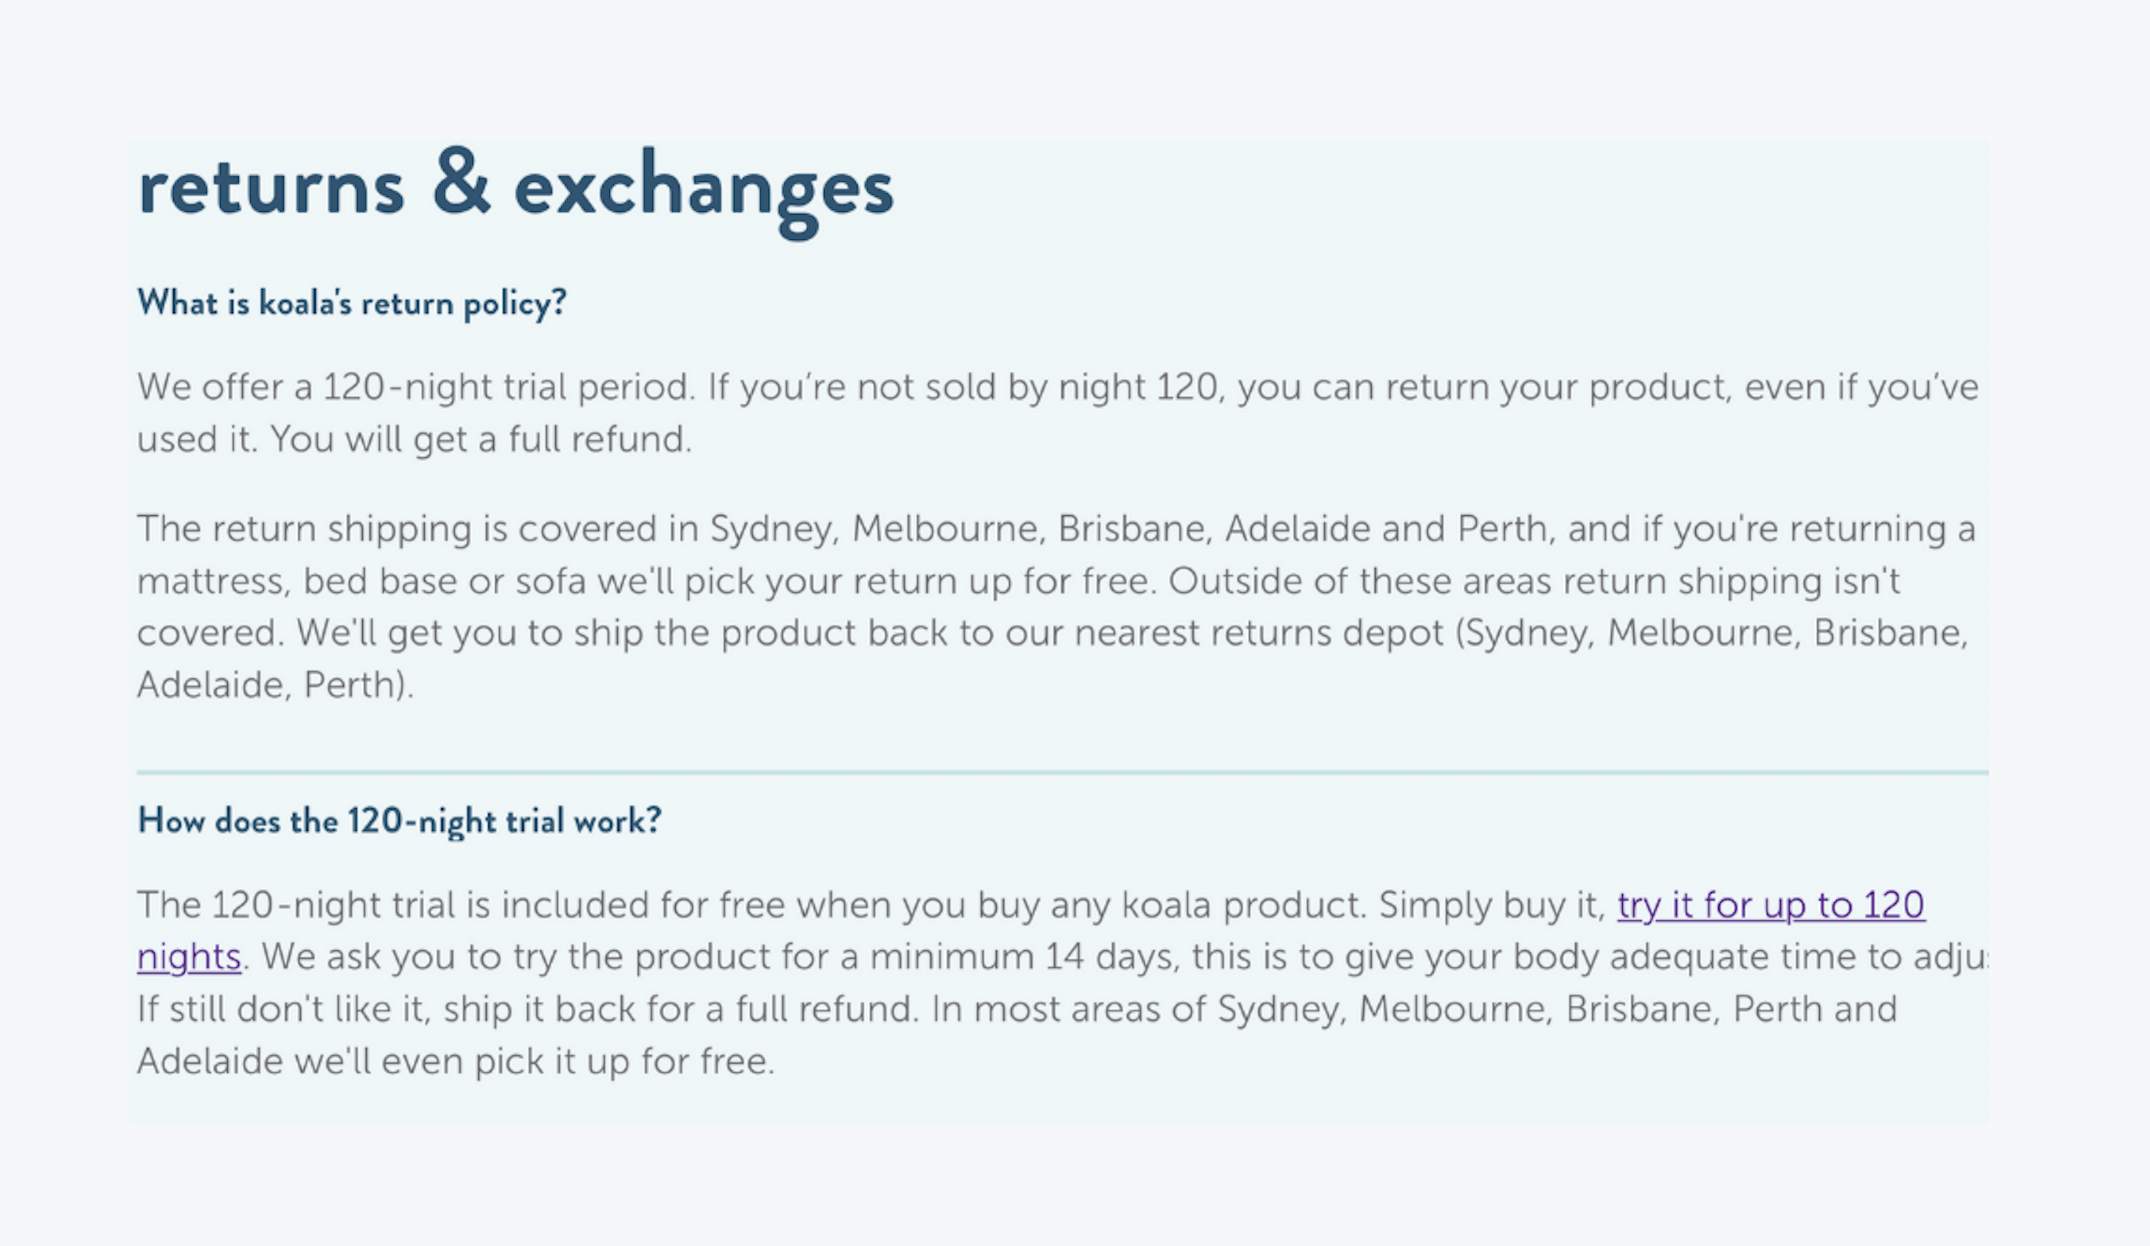 returns & exchanges
What is koala's return policy?
We offer a 120-night trial period. If you’re not sold by night 120, you can return your product, even if you’ve
used it. You will get a full refund.
The return shipping is covered in Sydney, Melbourne, Brisbane, Adelaide and Perth, and if you're returning a
mattress, bed base or sofa we'll pick your return up for free. Outside of these areas return shipping isn't
covered. We'll get you to ship the product back to our nearest returns depot (Sydney, Melbourne, Brisbane,
Adelaide, Perth).
How does the 120-night trial work?
The 120-night trial is included for free when you buy any koala product. Simply buy it, try it for up to 120
nights. We ask you to try the product for a minimum 14 days, this is to give your body adequate time to
If still don't like it, ship it back for a full refund. In most areas of Sydney, Melbourne, Brisbane, Perth and
Adelaide we'll even pick it up for free.